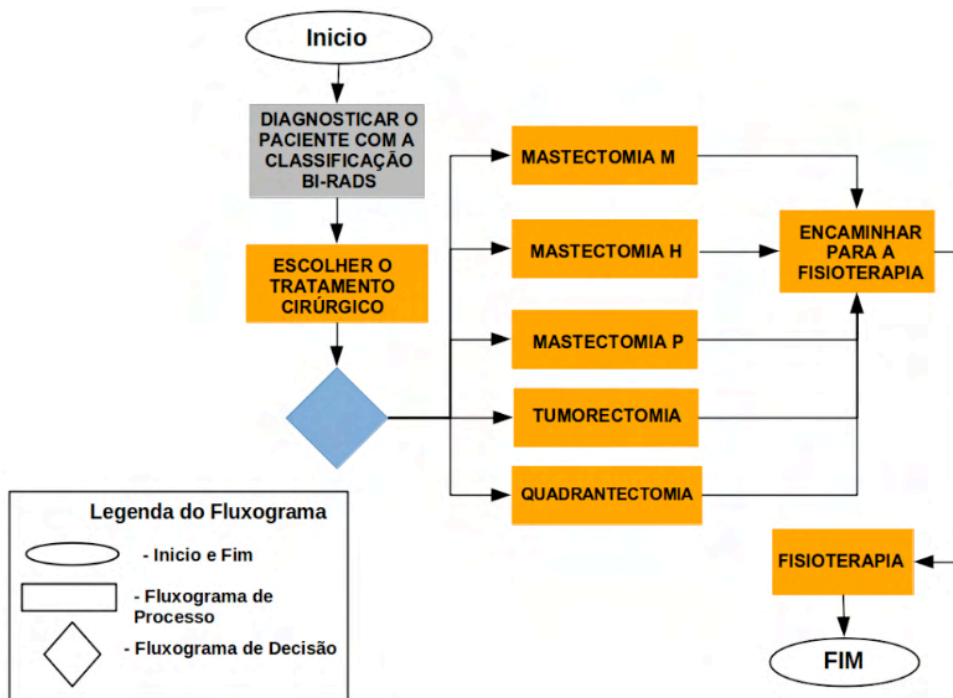 Inicio
DIAGNOSTICAR O
PACIENTE COM A
CLASSIFICAÇÃO
BI-RADS
ESCOLHER O
TRATAMENTO
CIRÚRGICO
MASTECTOMIA M
MASTECTOMIA H
MASTECTOMIA P
TUMORECTOMIA
QUADRANTECTOMIA
ENCAMINHAR
PARA A
FISIOTERAPIA
FISIOTERAPIA
FIM
Legenda do Fluxograma
- Inicio e Fim
- Fluxograma de
Processo
- Fluxograma de Decisão